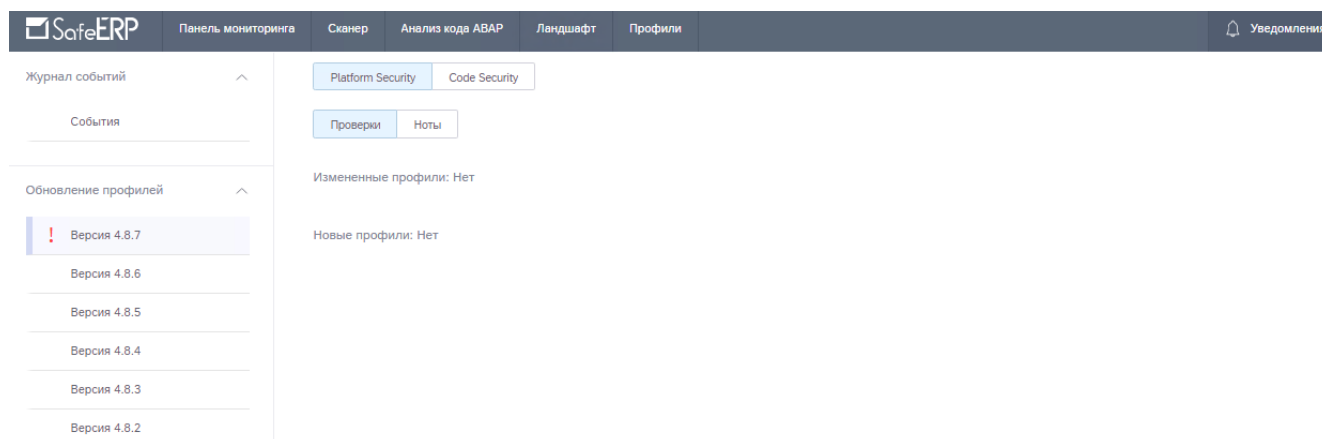 SafeERP Панель мониторинга Сканер Анализ кода ABAP Ландшафт Профили Уведомления
Журнал событий
События
Обновление профилей
! Версия 4.8.7
Версия 4.8.6
Версия 4.8.5
Версия 4.8.4
Версия 4.8.3
Версия 4.8.2
Platform Security Code Security
Проверки Ноты
Измененные профили: Нет
Новые профили: Нет